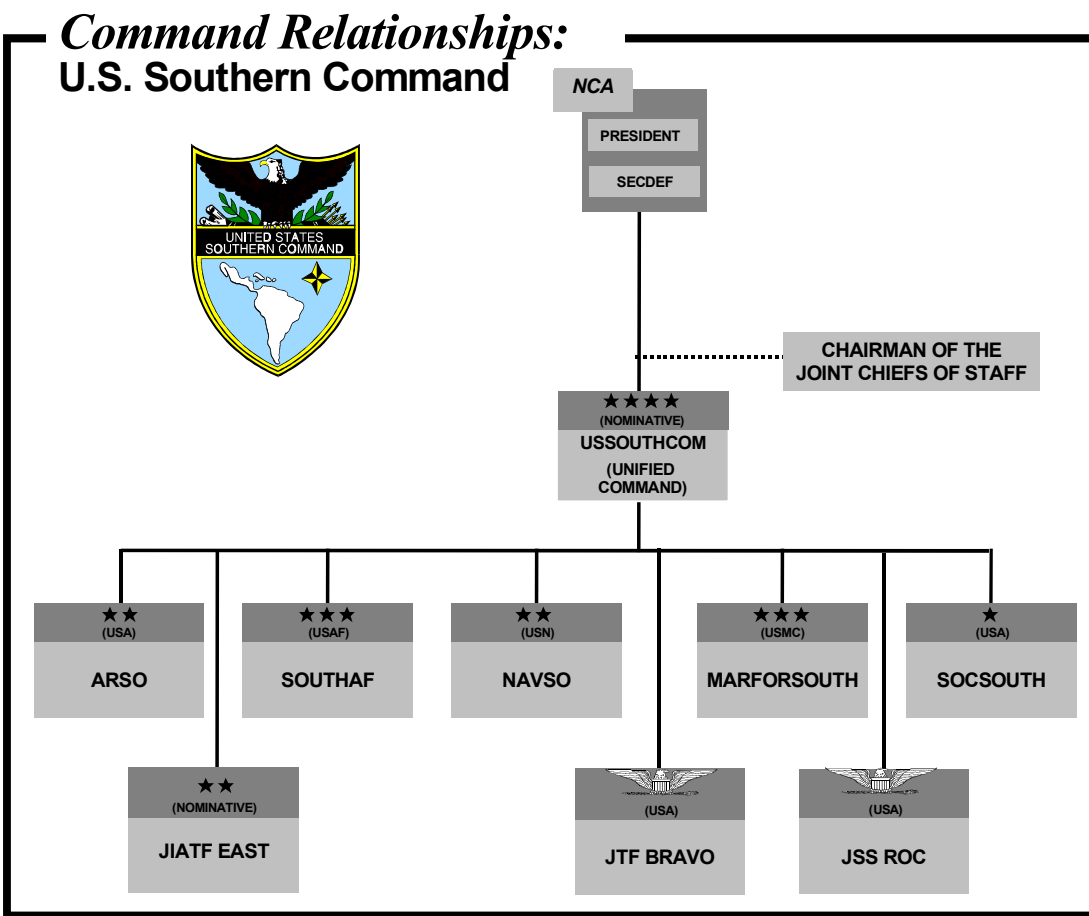 Command Relationships:
U.S. Southern Command
NCA
PRESIDENT
SECDEF
UNITED STATES
SOUTHERN COMMAND
CHAIRMAN OF THE
JOINT CHIEFS OF STAFF
(NOMINATIVE)
USSOUTHCOM
(UNIFIED
COMMAND)
(USA)
ARSO
(USAF)
SOUTHAF
(USN)
NAVSO
(USMC)
MARFORSOUTH
(USA)
SOCSOUTH
(NOMINATIVE)
JIATF EAST
(USA)
JTF BRAVO
(USA)
JSS ROC